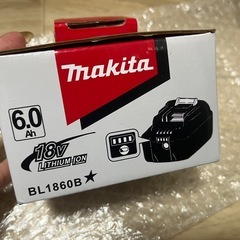 makita
6.0
Ah
18V
LITHIUM ION
BL1860B★